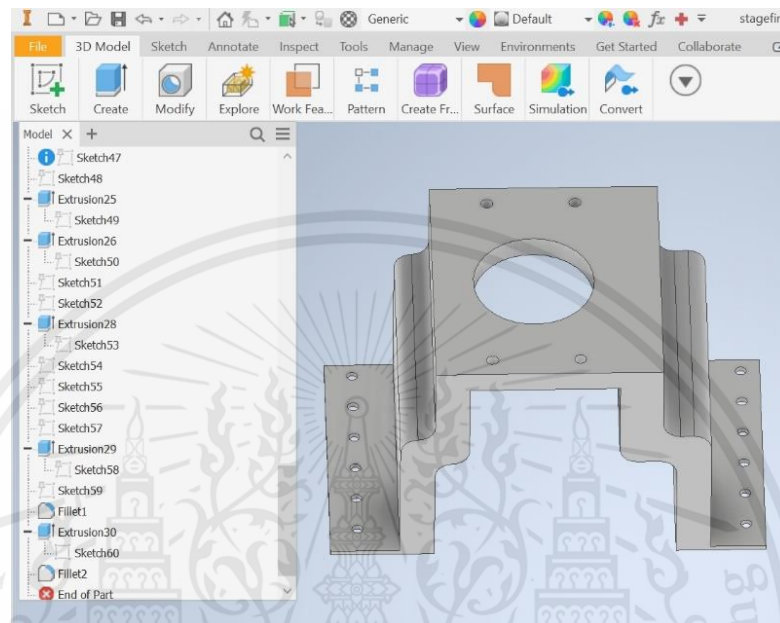 Generic
Default
fx
stagefir
File 3D Model Sketch Annotate Inspect Tools Manage View Environments Get Started Collaborate
Sketch Create Modify Explore Work Fea... Pattern Create Fr... Surface Simulation Convert
Model
Sketch47
Sketch48
Extrusion25
Sketch49
Extrusion26
Sketch50
Sketch51
Sketch52
Extrusion28
Sketch53
Sketch54
Sketch55
Sketch56
Sketch57
Extrusion29
Sketch58
Sketch59
Fillet1
Extrusion30
Sketch60
Fillet2
End of Part